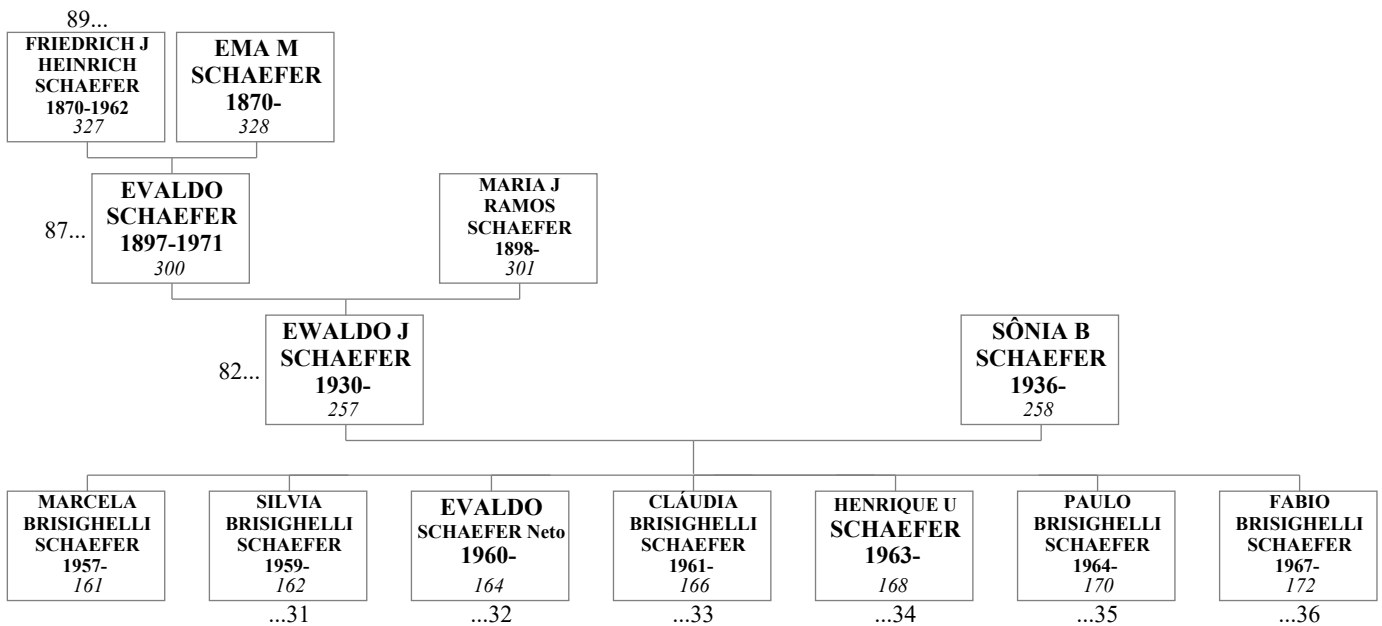 89...
FRIEDRICH J
HEINRICH
SCHAEFER
1870-1962
327
EMA M
SCHAEFER
1870-
328
87...
EVALDO
SCHAEFER
1897-1971
300
MARIA J
RAMOS
SCHAEFER
1898-
301
82...
EWALDO J
SCHAEFER
1930-
257
SÔNIA B
SCHAEFER
1936-
258
MARCELA
BRISIGHELLI
SCHAEFER
1957-
161
SILVIA
BRISIGHELLI
SCHAEFER
1959-
162
...31
EVALDO
SCHAEFER Neto
1960-
164
...32
CLÁUDIA
BRISIGHELLI
SCHAEFER
1961-
166
...33
HENRIQUE U
SCHAEFER
1963-
168
...34
PAULO
BRISIGHELLI
SCHAEFER
1964-
170
...35
FABIO
BRISIGHELLI
SCHAEFER
1967-
172
...36